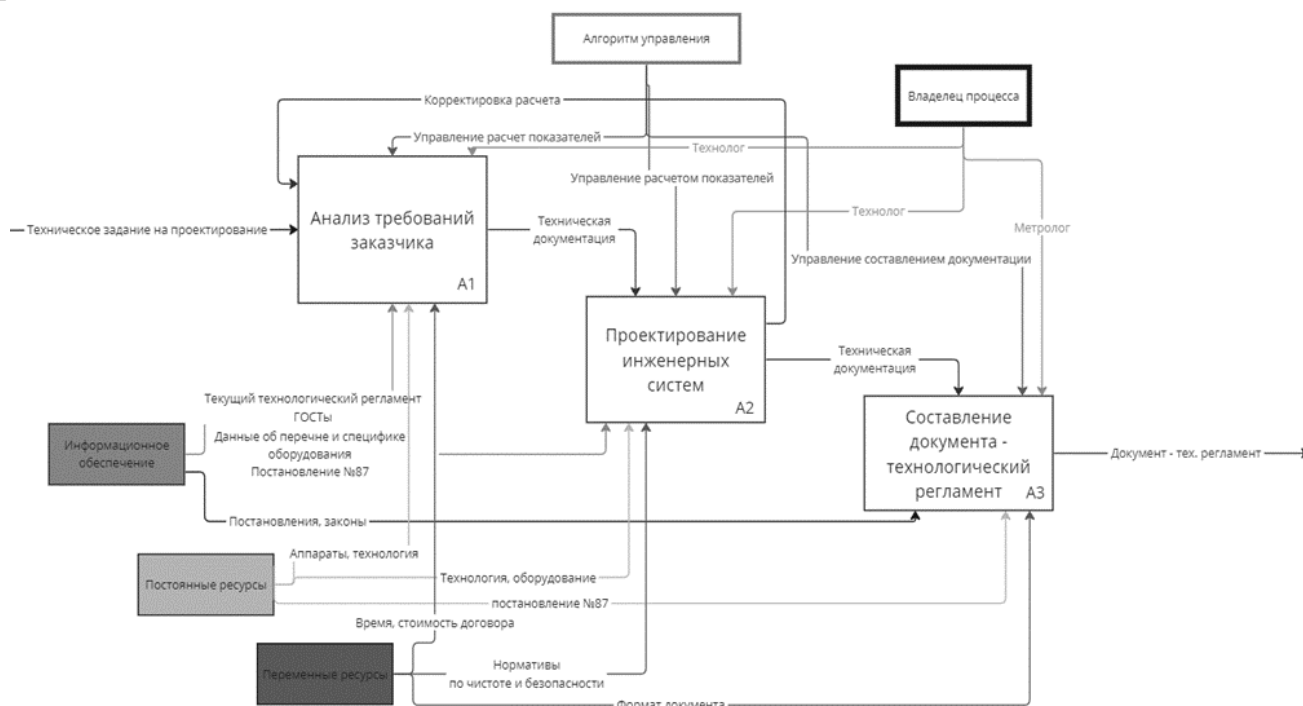 Алгоритм управления
Владелец процесса
Корректировка расчета
Управление расчет показателей
Технолог
Управление расчетом показателей
Технолог
Метролог
Техническое задание на проектирование
Анализ требований
заказчика
А1
Техническая
документация
Управление составлением документации
Проектирование
инженерных
систем
А2
Техническая
документация
Составление
документа -
технологический
регламент
А3
Документ - тех. регламент
Информационное
обеспечение
Текущий технологический регламент
ГОСТы
Данные об перечне и специфике
оборудования
Постановление №87
Постановления, законы
Постоянные ресурсы
Аппараты, технология
Технология, оборудование
постановление №87
Время, стоимость договора
Переменные ресурсы
Нормативы
по чистоте и безопасности
Формат документа